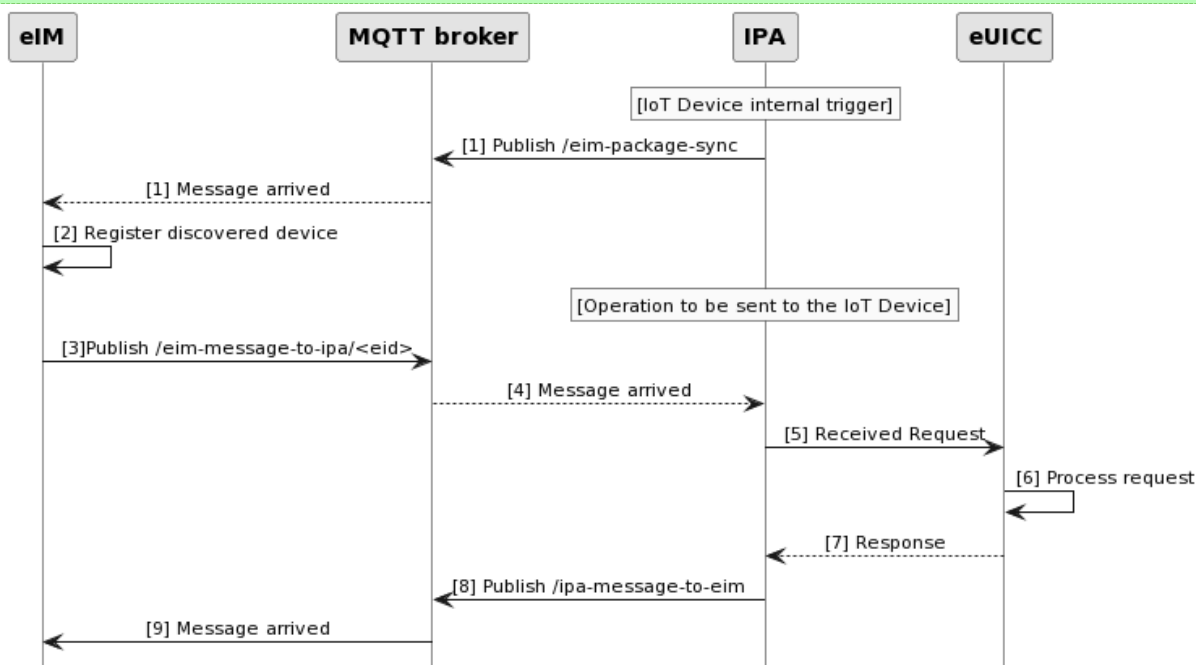 eIM
MQTT broker
IPA
eUICC
[IoT Device internal trigger]
[1] Publish /eim-package-sync
[1] Message arrived
[2] Register discovered device
[Operation to be sent to the IoT Device]
[3]Publish /eim-message-to-ipa/<eid>
[4] Message arrived
[5] Received Request
[6] Process request
[7] Response
[8] Publish /ipa-message-to-eim
[9] Message arrived